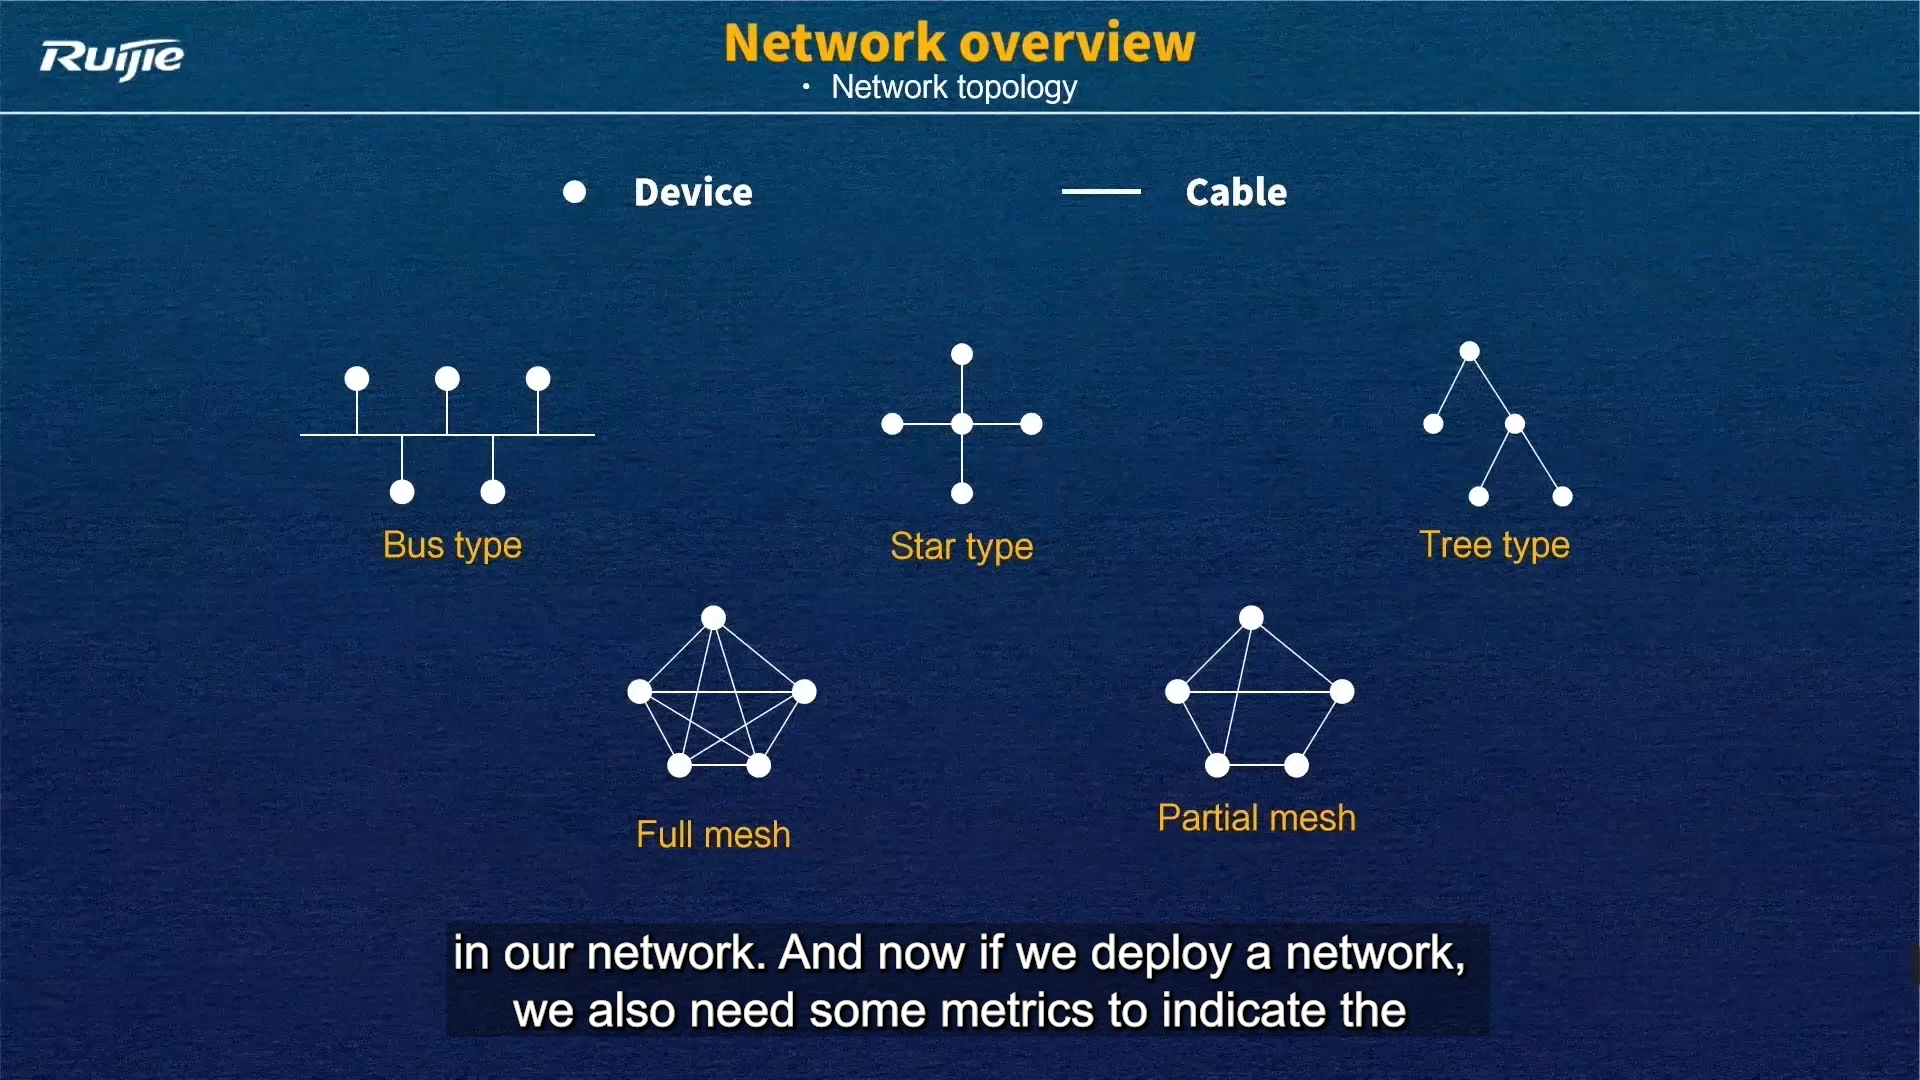 Ruijie
Network overview
• Network topology
Device
Cable
Bus type
Star type
Tree type
Full mesh
Partial mesh
in our network. And now if we deploy a network,
we also need some metrics to indicate the